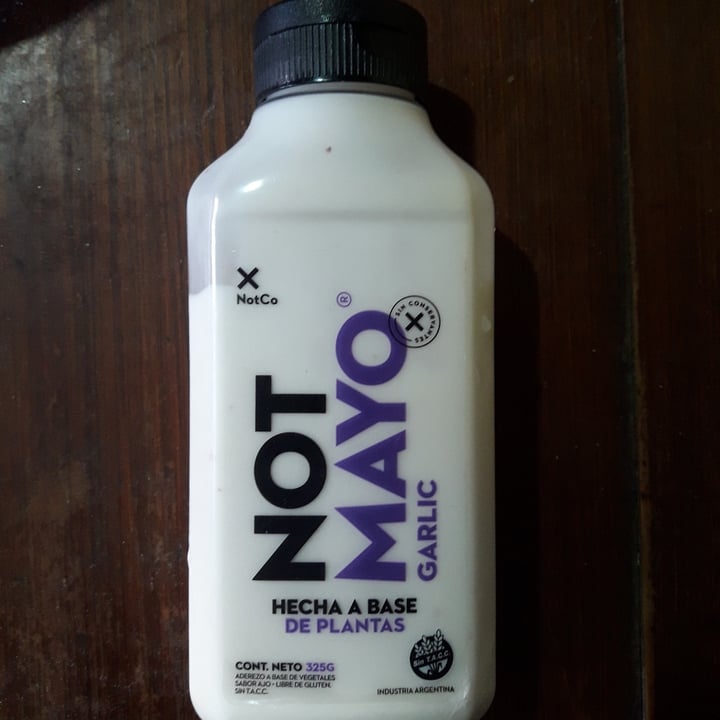 NotCo
SIN CONSERVANTES
NOT
MAYO®
GARLIC
HECHA A BASE
DE PLANTAS
CONT. NETO 325G
ADEREZO A BASE DE VEGETALES
SABOR AJO - LIBRE DE GLUTEN.
SIN T.A.C.C.
Sin T.A.C.C.
INDUSTRIA ARGENTINA